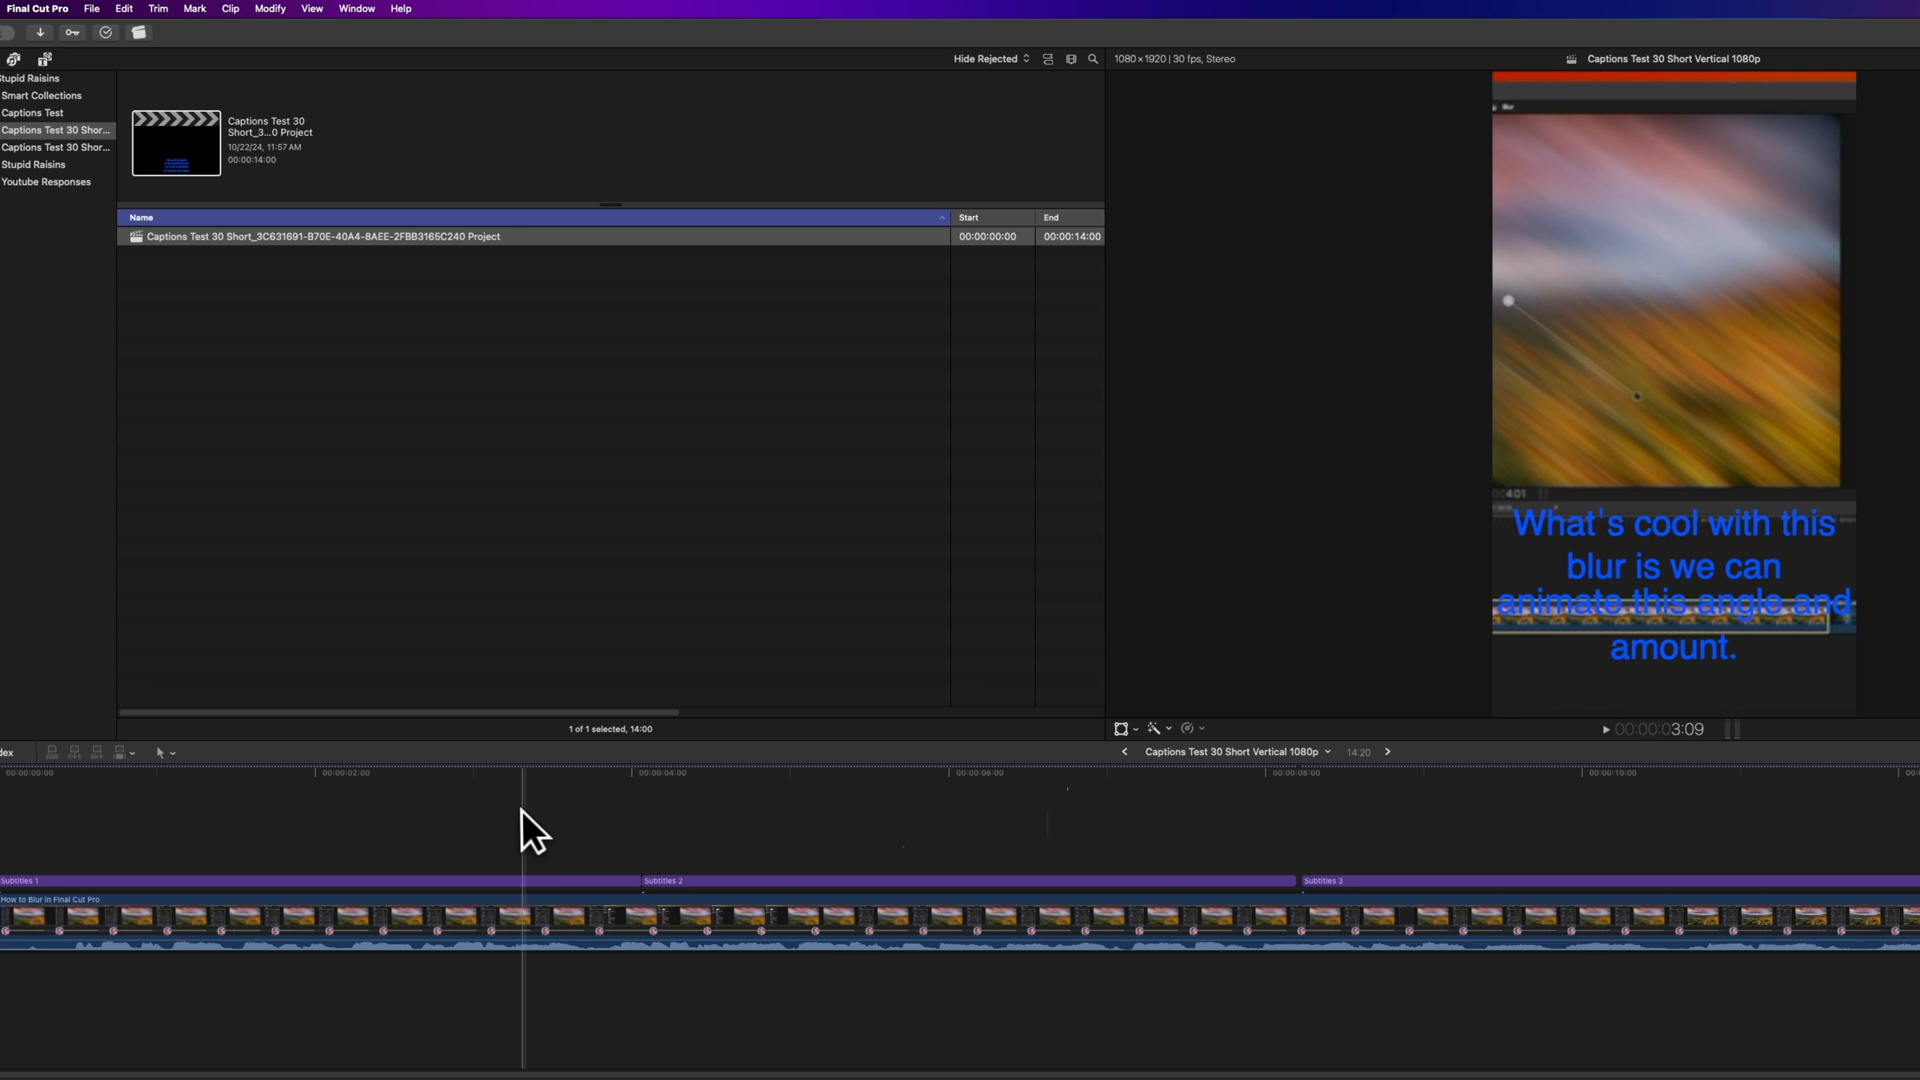 Final Cut Pro File Edit Trim Mark Clip Modify View Window Help
Hide Rejected
1080×1920 | 30 fps, Stereo
Captions Test 30 Short Vertical 1080p
Stupid Raisins
Smart Collections
Captions Test
Captions Test 30 Shor...
Captions Test 30 Shor...
Stupid Raisins
Youtube Responses
Captions Test 30
Short_3...0 Project
10/22/24, 11:57 AM
00:00:14:00
Name Start End
Captions Test 30 Short_3C631691-B70E-40A4-8AEE-2FBB3165C240 Project 00:00:00:00 00:00:14:00
Blur
4:01
What's cool with this
blur is we can
animate this angle and
amount.
1 of 1 selected, 14:00
00:00:03:09
dex
Captions Test 30 Short Vertical 1080p 14:20
00:00:00:00 00:00:02:00 00:00:04:00 00:00:06:00 00:00:08:00 00:00:10:00
Subtitles 1 Subtitles 2 Subtitles 3
How to Blur in Final Cut Pro